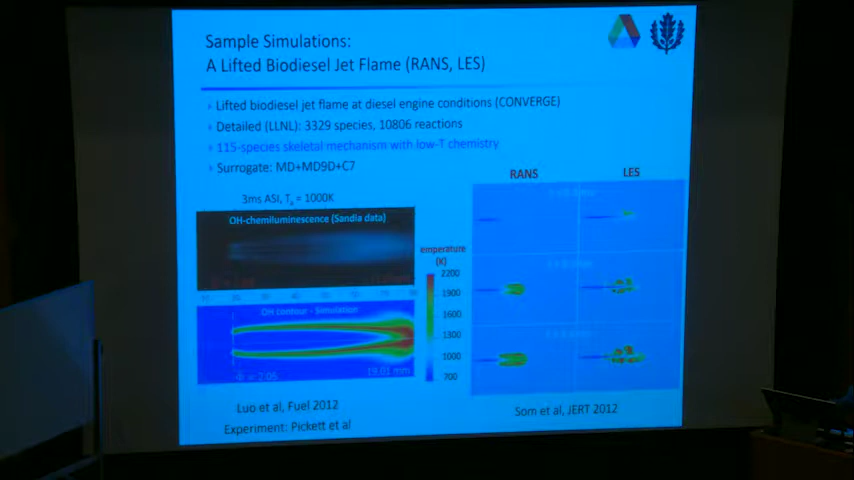 Sample Simulations:
A Lifted Biodiesel Jet Flame (RANS, LES)
Lifted biodiesel jet flame at diesel engine conditions (CONVERGE)
Detailed (LLNL): 3329 species, 10806 reactions
115-species skeletal mechanism with low-T chemistry
Surrogate: MD+MD9D+C7
3ms ASI, Ta = 1000K
OH-chemiluminescence (Sandia data)
OH contour - Simulation
19.01 mm
emperature
(K)
2200
1900
1600
1300
1000
700
RANS LES
Luo et al, Fuel 2012
Experiment: Pickett et al
Som et al, JERT 2012